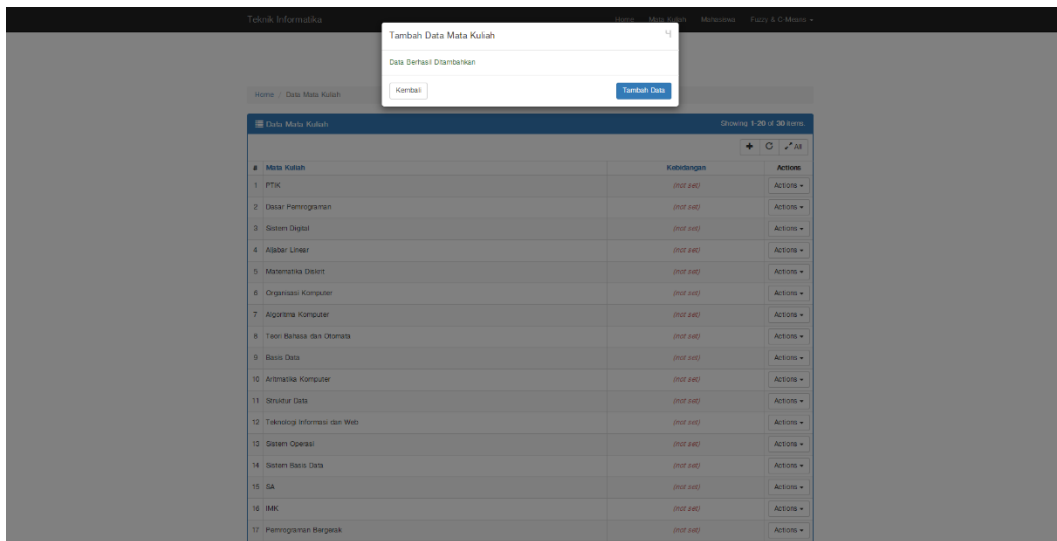 Teknik Informatika Home Mata Kuliah Mahasiswa Fuzzy & C-Means
Tambah Data Mata Kuliah
Data Berhasil Ditambahkan
Kembali Tambah Data
Home / Data Mata Kuliah
Data Mata Kuliah Showing 1-20 of 30 items.
All
# Mata Kuliah Kebidangan Actions
1 PTIK (not set) Actions
2 Dasar Pemrograman (not set) Actions
3 Sistem Digital (not set) Actions
4 Aljabar Linear (not set) Actions
5 Matematika Diskrit (not set) Actions
6 Organisasi Komputer (not set) Actions
7 Algoritma Komputer (not set) Actions
8 Teori Bahasa dan Otomata (not set) Actions
9 Basis Data (not set) Actions
10 Aritmatika Komputer (not set) Actions
11 Struktur Data (not set) Actions
12 Teknologi Informasi dan Web (not set) Actions
13 Sistem Operasi (not set) Actions
14 Sistem Basis Data (not set) Actions
15 SA (not set) Actions
16 IMK (not set) Actions
17 Pemrograman Bergerak (not set) Actions